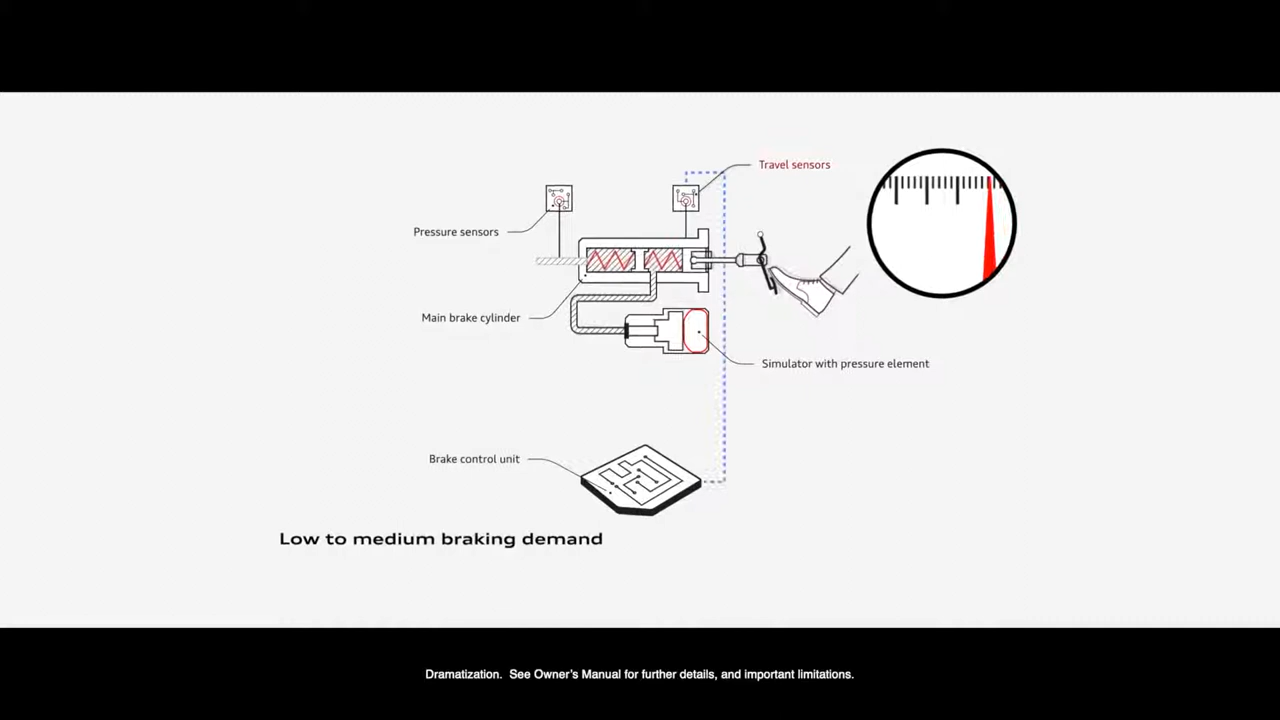 Travel sensors
Pressure sensors
Main brake cylinder
Simulator with pressure element
Brake control unit
Low to medium braking demand
Dramatization. See Owner's Manual for further details, and important limitations.